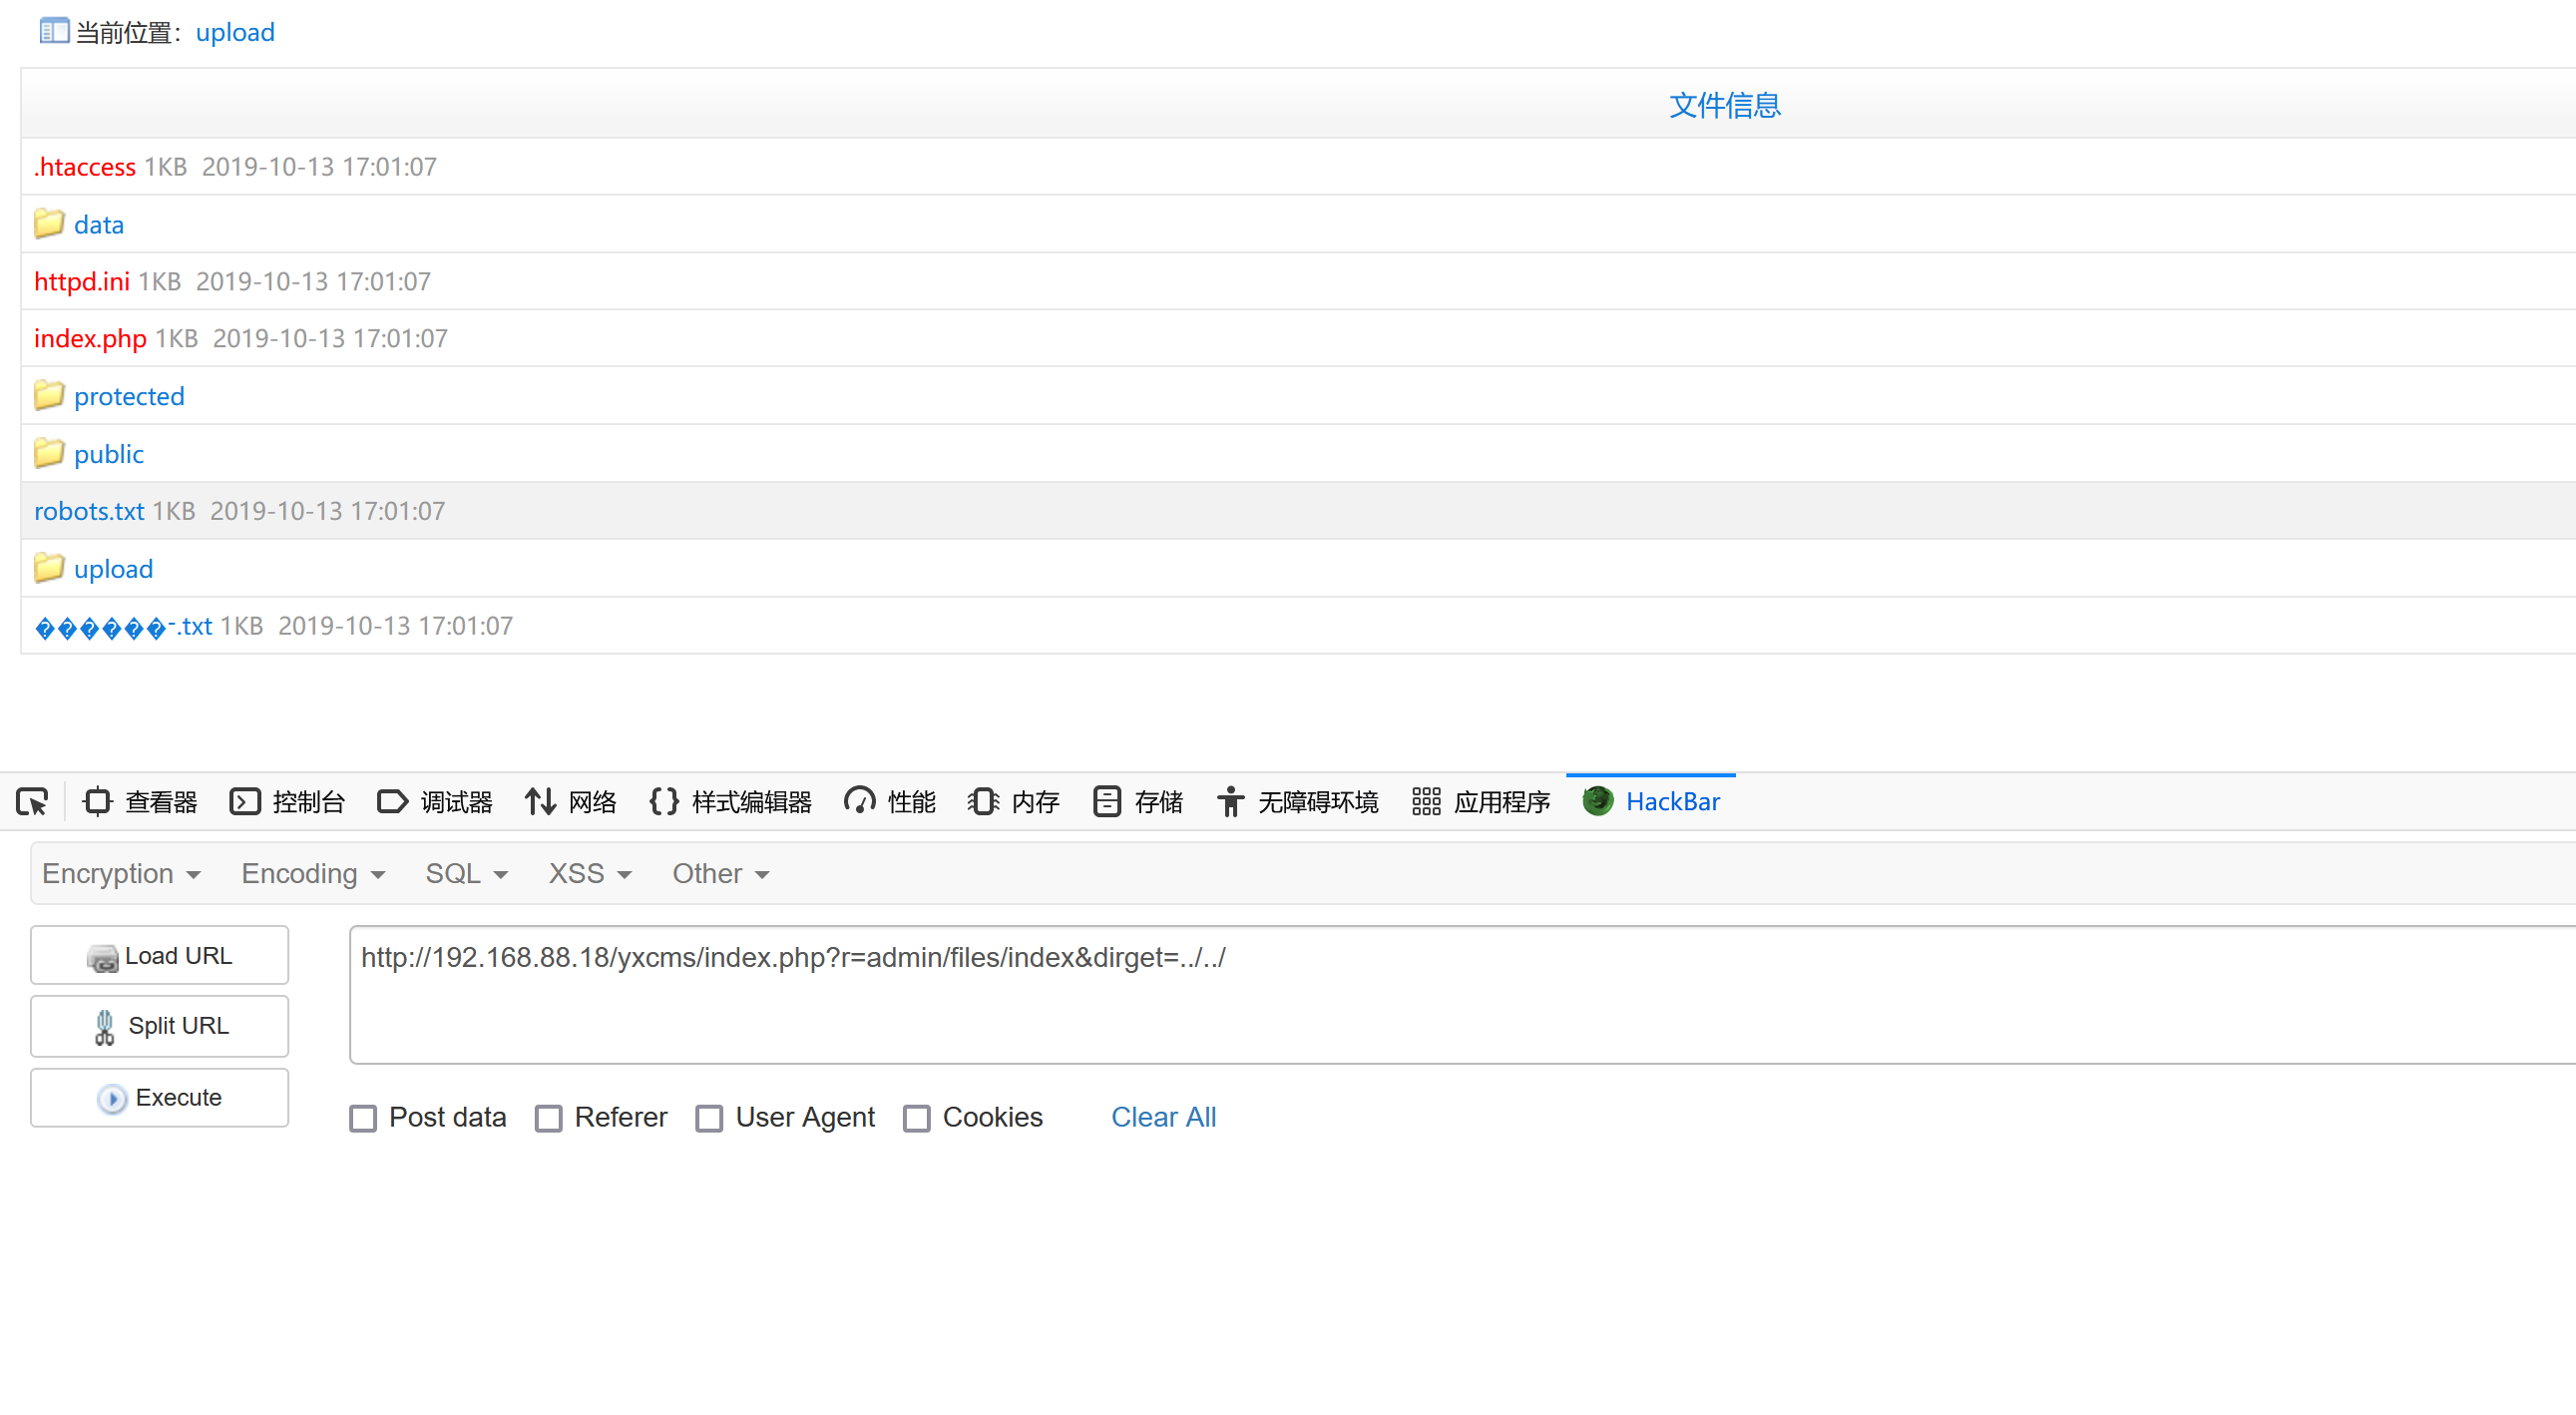 当前位置：upload
文件信息
.htaccess 1KB 2019-10-13 17:01:07
data
httpd.ini 1KB 2019-10-13 17:01:07
index.php 1KB 2019-10-13 17:01:07
protected
public
robots.txt 1KB 2019-10-13 17:01:07
upload
������־.txt 1KB 2019-10-13 17:01:07
查看器 控制台 调试器 网络 样式编辑器 性能 内存 存储 无障碍环境 应用程序 HackBar
Encryption Encoding SQL XSS Other
Load URL
http://192.168.88.18/yxcms/index.php?r=admin/files/index&dirget=../../
Split URL
Execute
Post data Referer User Agent Cookies Clear All